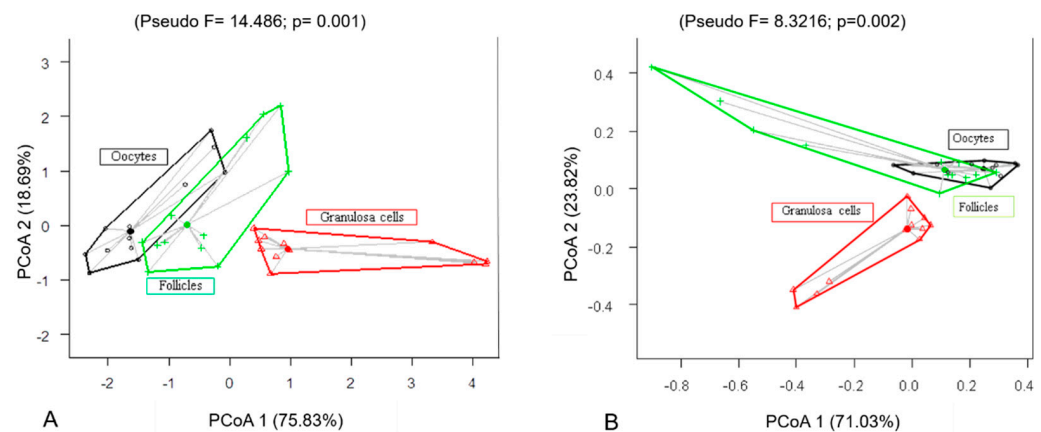 (Pseudo F= 14.486; p= 0.001)
3
2
1
0
-1
-2
PCoA 2 (18.69%)
Oocytes
Granulosa cells
Follicles
-2 -1 0 1 2 3 4
A
PCoA 1 (75.83%)
(Pseudo F= 8.3216; p=0.002)
0.4
0.2
0.0
-0.2
-0.4
PCoA 2 (23.82%)
Oocytes
Granulosa cells
Follicles
-0.8 -0.6 -0.4 -0.2 0.0 0.2 0.4
B
PCoA 1 (71.03%)